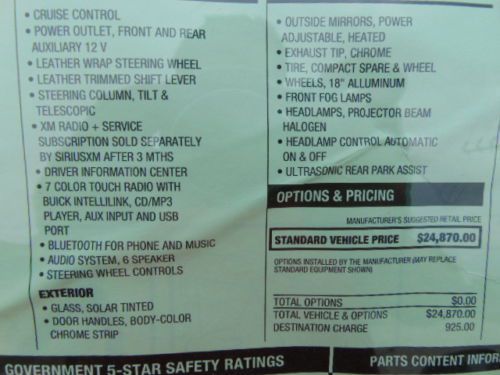 • CRUISE CONTROL
• POWER OUTLET, FRONT AND REAR
AUXILIARY 12 V
• LEATHER WRAP STEERING WHEEL
• LEATHER TRIMMED SHIFT LEVER
• STEERING COLUMN, TILT &
TELESCOPIC
• XM RADIO + SERVICE
SUBSCRIPTION SOLD SEPARATELY
BY SIRIUSXM AFTER 3 MTHS
• DRIVER INFORMATION CENTER
• 7 COLOR TOUCH RADIO WITH
BUICK INTELLILINK, CD/MP3
PLAYER, AUX INPUT AND USB
PORT
• BLUETOOTH FOR PHONE AND MUSIC
• AUDIO SYSTEM, 6 SPEAKER
• STEERING WHEEL CONTROLS
EXTERIOR
• GLASS, SOLAR TINTED
• DOOR HANDLES, BODY-COLOR
CHROME STRIP
• OUTSIDE MIRRORS, POWER
ADJUSTABLE, HEATED
• EXHAUST TIP, CHROME
• TIRE, COMPACT SPARE & WHEEL
• WHEELS, 18" ALLUMINUM
• FRONT FOG LAMPS
• HEADLAMPS, PROJECTOR BEAM
HALOGEN
• HEADLAMP CONTROL AUTOMATIC
ON & OFF
• ULTRASONIC REAR PARK ASSIST
OPTIONS & PRICING
MANUFACTURER'S SUGGESTED RETAIL PRICE
STANDARD VEHICLE PRICE $24,870.00
OPTIONS INSTALLED BY THE MANUFACTURER (MAY REPLACE
STANDARD EQUIPMENT SHOWN)
TOTAL OPTIONS $0.00
TOTAL VEHICLE & OPTIONS $24,870.00
DESTINATION CHARGE 925.00
GOVERNMENT 5-STAR SAFETY RATINGS
PARTS CONTENT INFOR